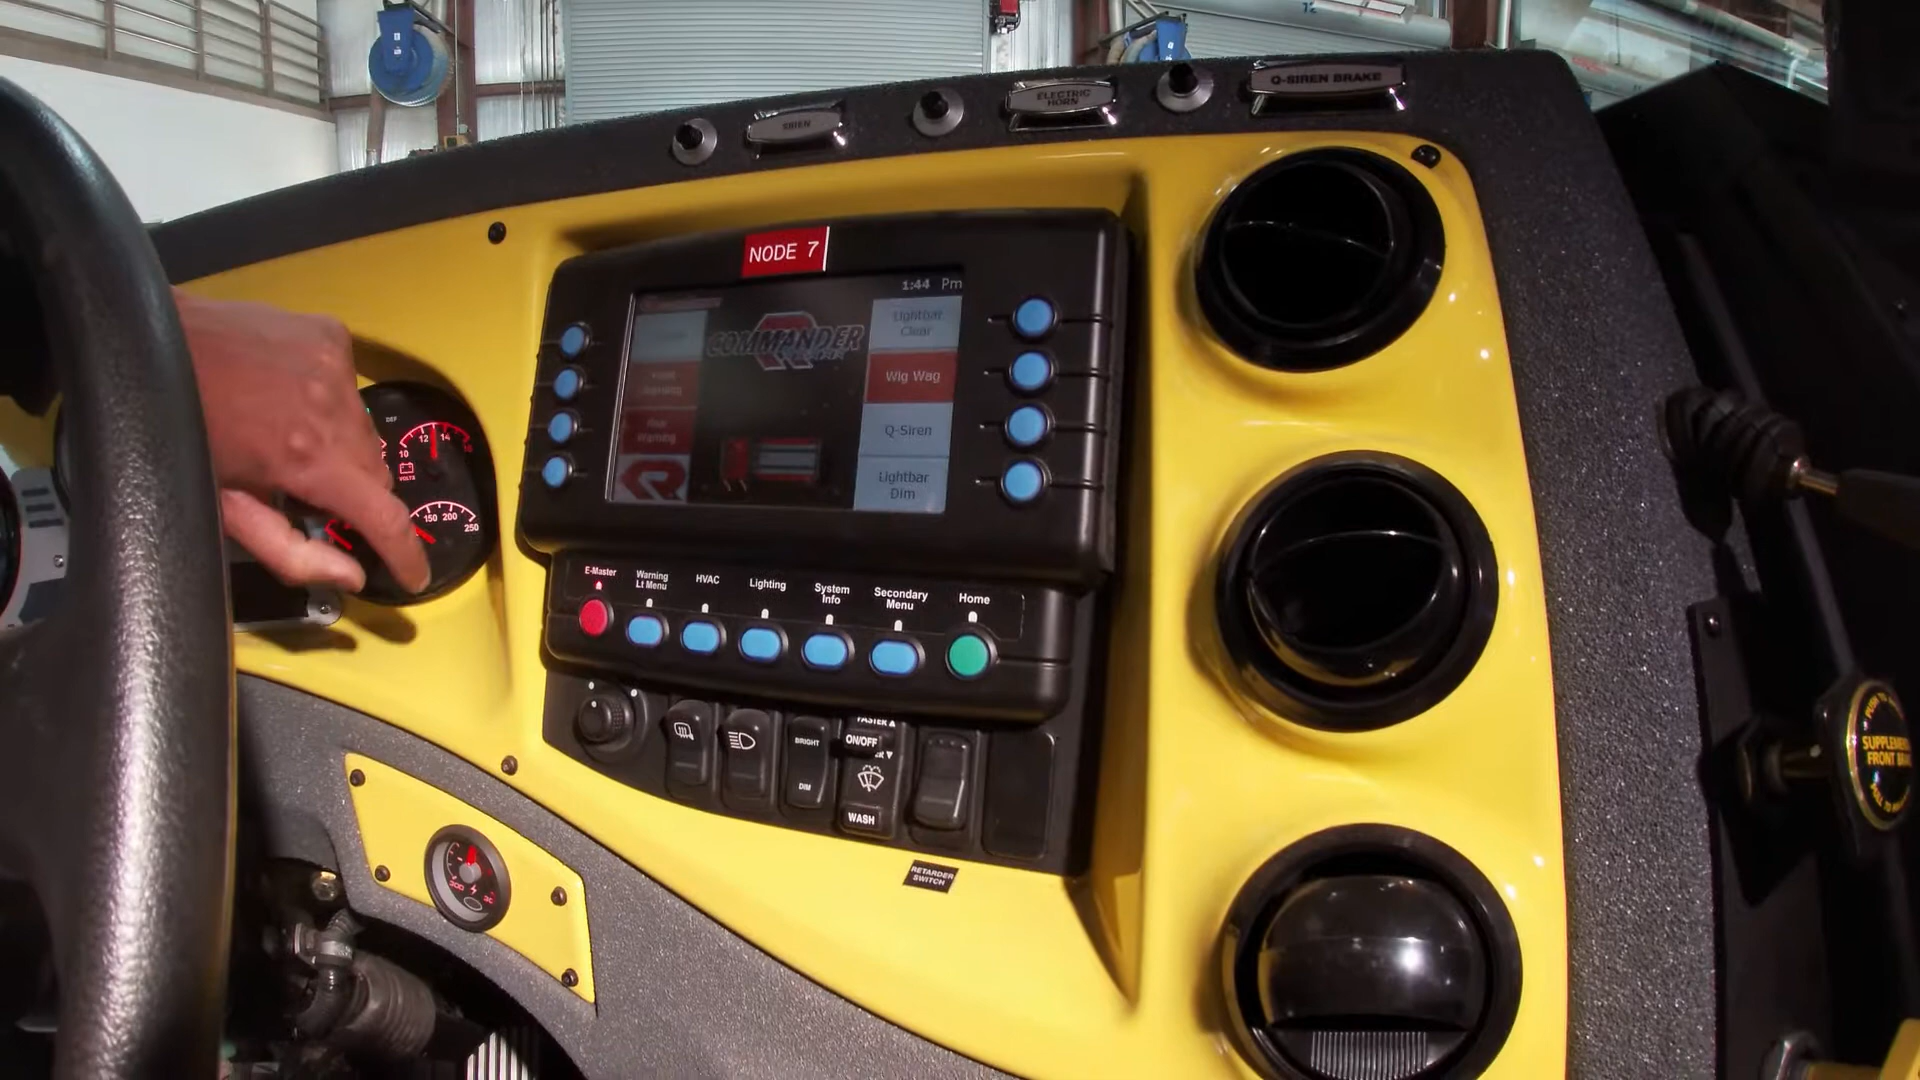 SIREN
ELECTRIC
HORN
Q-SIREN BRAKE
NODE 7
1:44 Pm
COMMANDER
Lightbar
Clear
Wig Wag
Q-Siren
Lightbar
Dim
DEF
10
12
14
VOLTS
150
200
250
E-Master
Warning
Lt Menu
HVAC
Lighting
System
Info
Secondary
Menu
Home
BRIGHT
DIM
FASTER ▲
ON/OFF
WASH
RETARDER
SWITCH
FRONT